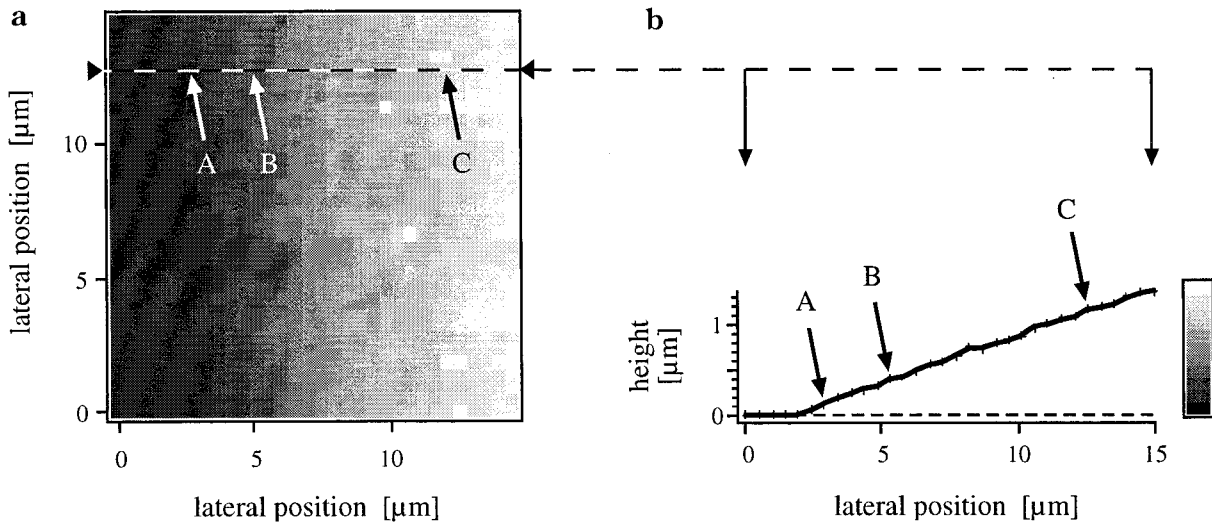 a
lateral position [µm]
10
5
0
A
B
C
0
5
10
lateral position [µm]
b
height
[µm]
1
0
A
B
C
0
5
10
15
lateral position [µm]